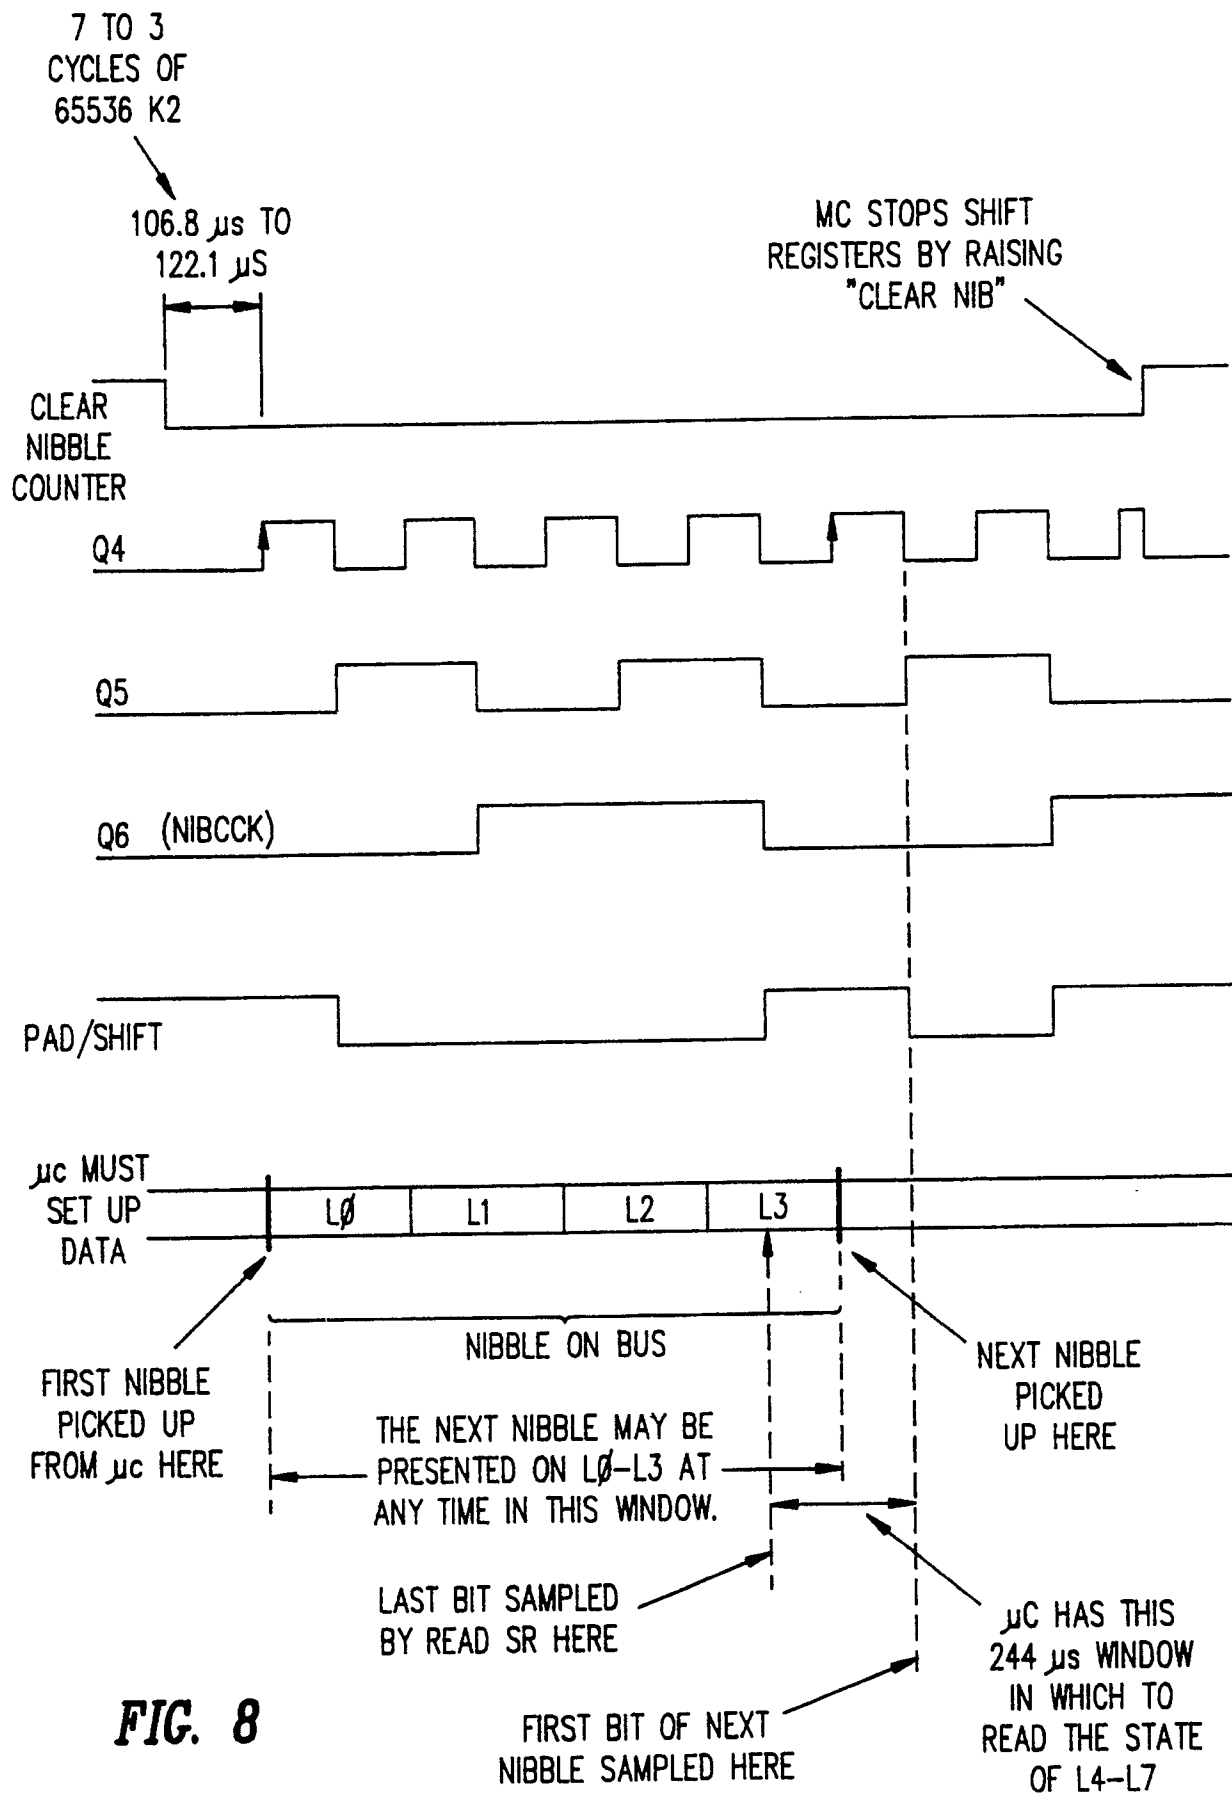 7 TO 3
CYCLES OF
65536 K2
106.8 µs TO
122.1 µS
MC STOPS SHIFT
REGISTERS BY RAISING
"CLEAR NIB"
CLEAR
NIBBLE
COUNTER
Q4
Q5
Q6 (NIBCCK)
PAD/SHIFT
µc MUST
SET UP
DATA
LØ L1 L2 L3
NIBBLE ON BUS
FIRST NIBBLE
PICKED UP
FROM µc HERE
THE NEXT NIBBLE MAY BE
PRESENTED ON LØ-L3 AT
ANY TIME IN THIS WINDOW.
NEXT NIBBLE
PICKED
UP HERE
LAST BIT SAMPLED
BY READ SR HERE
FIRST BIT OF NEXT
NIBBLE SAMPLED HERE
µC HAS THIS
244 µs WINDOW
IN WHICH TO
READ THE STATE
OF L4-L7
FIG. 8